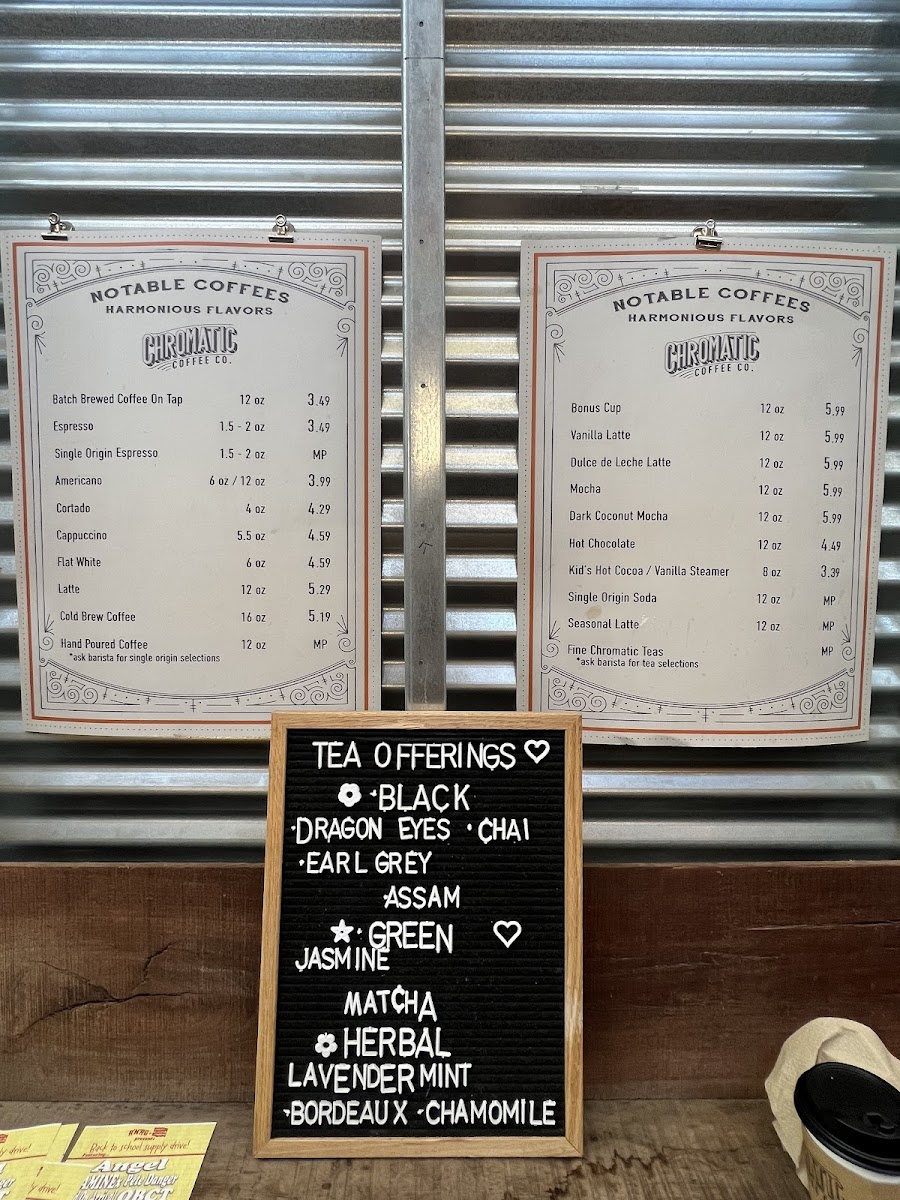 NOTABLE COFFEES
HARMONIOUS FLAVORS
CHROMATIC
COFFEE CO.
Batch Brewed Coffee On Tap 12 oz 3.49
Espresso 1.5 - 2 oz 3.49
Single Origin Espresso 1.5 - 2 oz MP
Americano 6 oz / 12 oz 3.99
Cortado 4 oz 4.29
Cappuccino 5.5 oz 4.59
Flat White 6 oz 4.59
Latte 12 oz 5.29
Cold Brew Coffee 16 oz 5.19
Hand Poured Coffee 12 oz MP
*ask barista for single origin selections
NOTABLE COFFEES
HARMONIOUS FLAVORS
CHROMATIC
COFFEE CO.
Bonus Cup 12 oz 5.99
Vanilla Latte 12 oz 5.99
Dulce de Leche Latte 12 oz 5.99
Mocha 12 oz 5.99
Dark Coconut Mocha 12 oz 5.99
Hot Chocolate 12 oz 4.49
Kid's Hot Cocoa / Vanilla Steamer 8 oz 3.39
Single Origin Soda 12 oz MP
Seasonal Latte 12 oz MP
Fine Chromatic Teas MP
*ask barista for tea selections
TEA OFFERINGS
·BLACK
·DRAGON EYES ·CHAI
·EARL GREY
·ASSAM
·GREEN
JASMINE
MATCHA
HERBAL
LAVENDER MINT
·BORDEAUX ·CHAMOMILE
presents
Back to school supply drive!
Angel